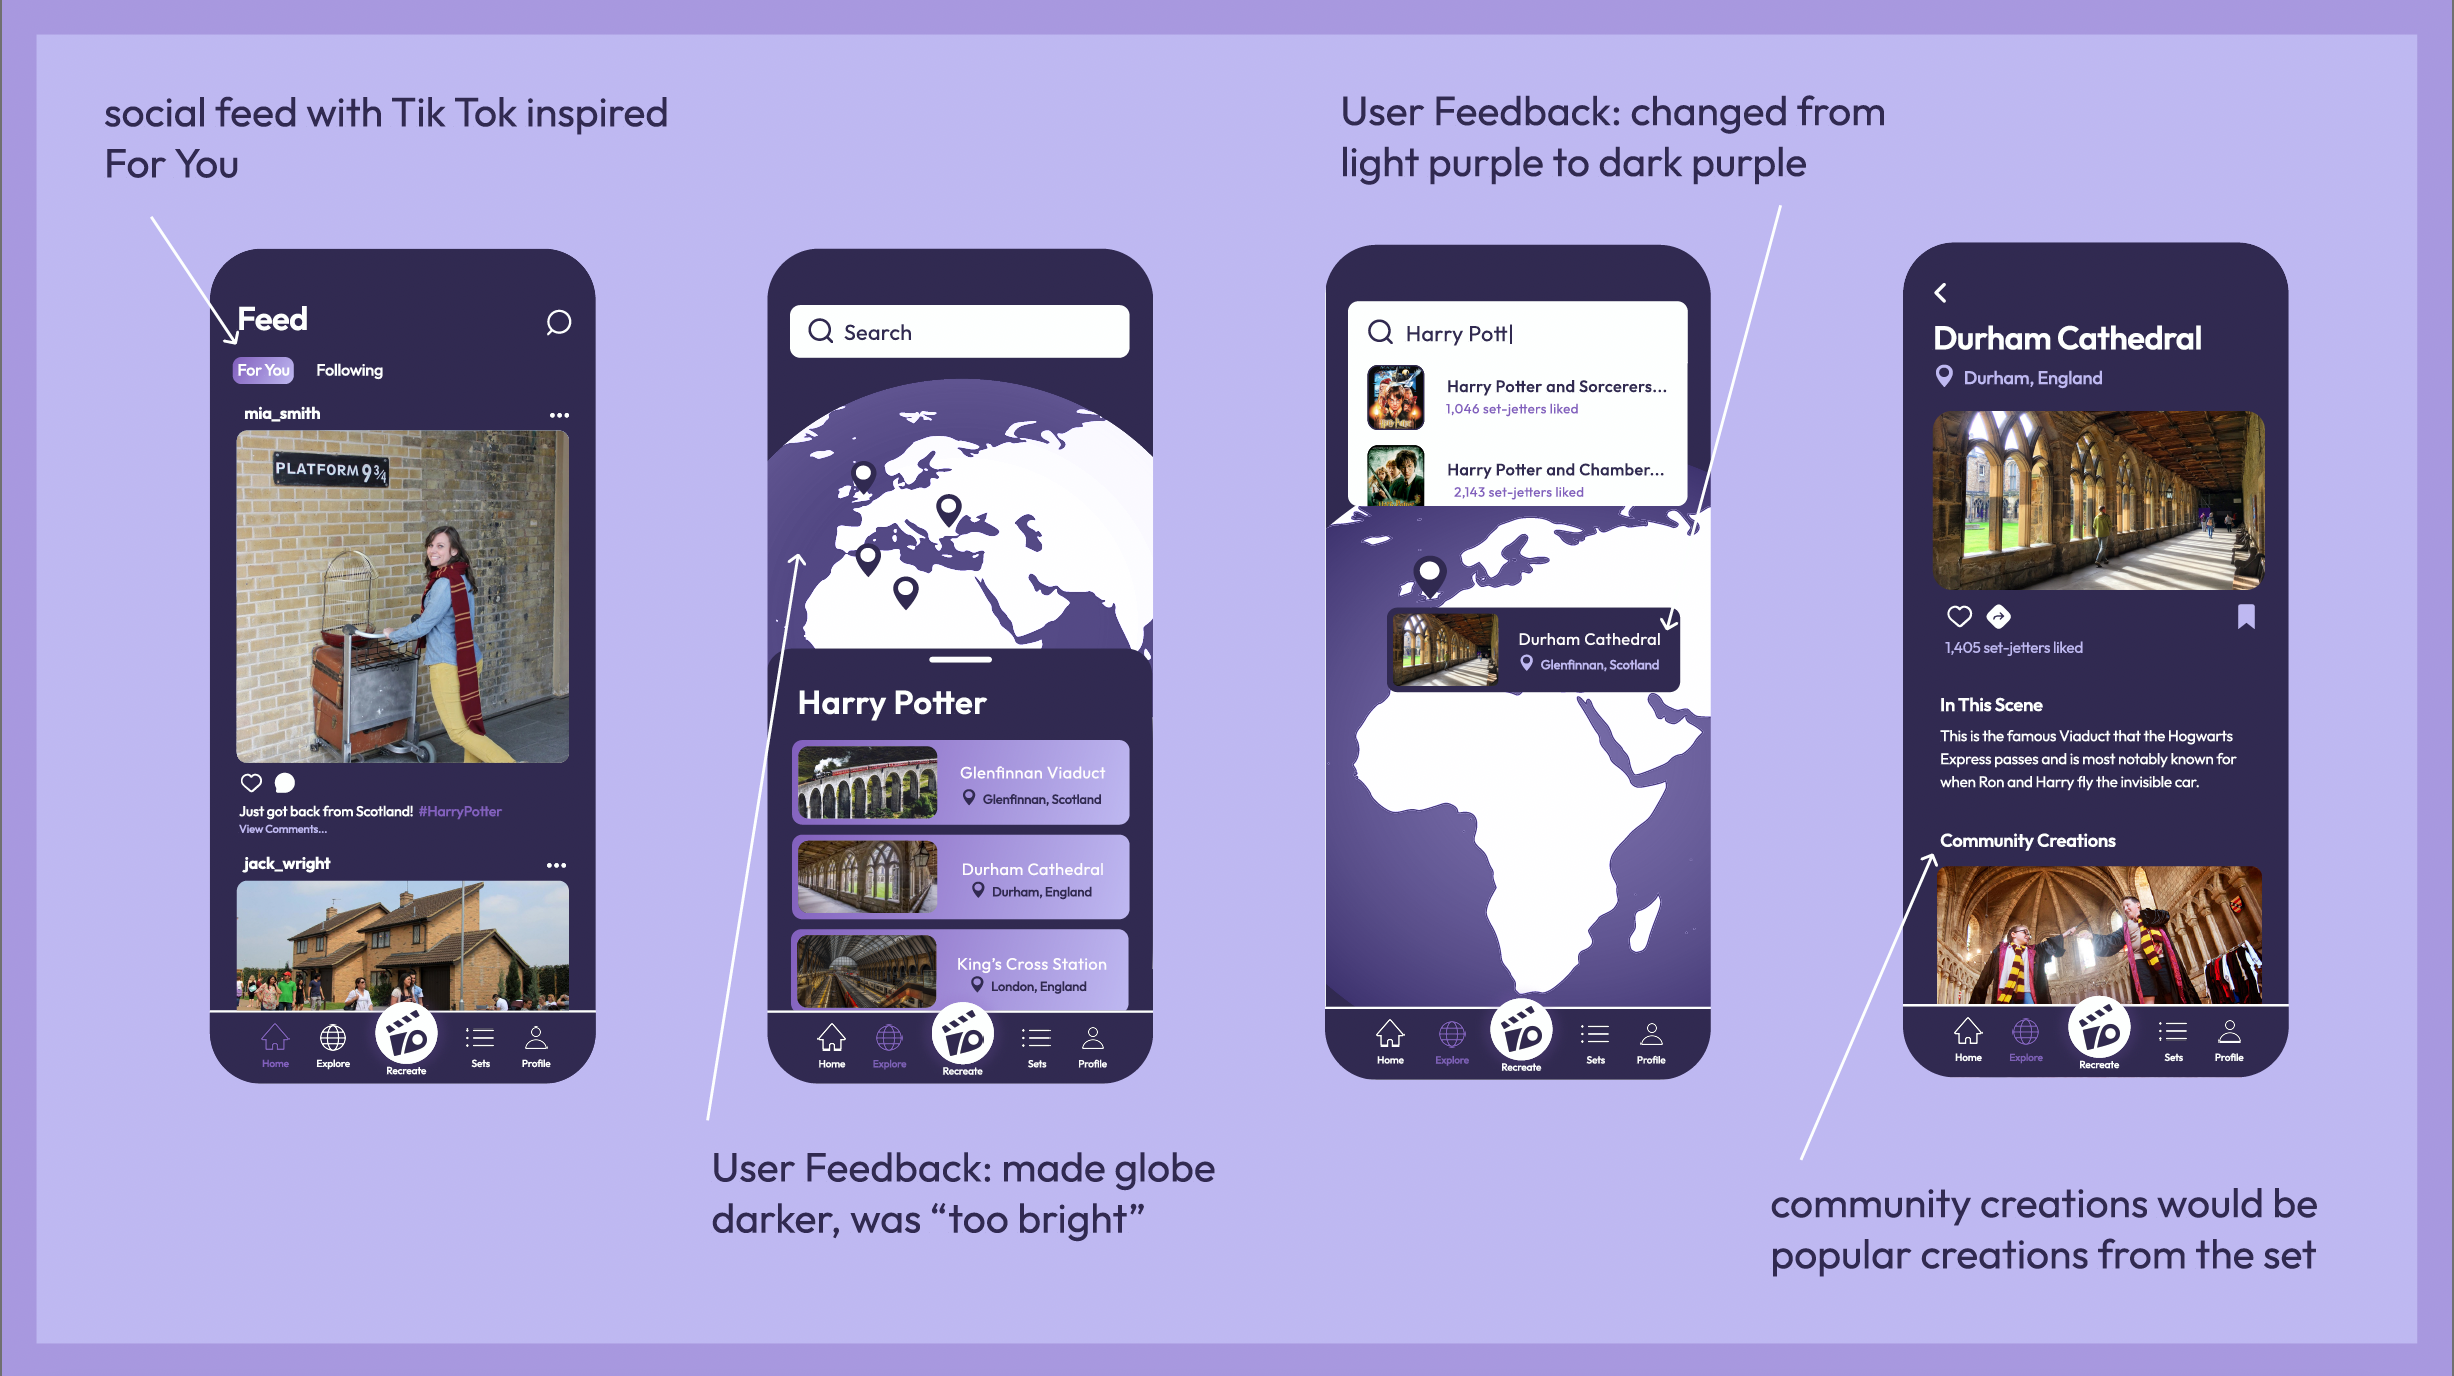 social feed with Tik Tok inspired
For You
User Feedback: changed from
light purple to dark purple
Feed
For You
Following
mia_smith
PLATFORM 9 3/4
Just got back from Scotland! #HarryPotter
View Comments...
jack_wright
Home
Explore
Recreate
Sets
Profile
Search
Harry Potter
Glenfinnan Viaduct
Glenfinnan, Scotland
Durham Cathedral
Durham, England
King's Cross Station
London, England
Home
Explore
Recreate
Sets
Profile
Harry Pott|
Harry Potter and Sorcerers...
1,046 set-jetters liked
Harry Potter and Chamber...
2,143 set-jetters liked
Durham Cathedral
Glenfinnan, Scotland
Home
Explore
Recreate
Sets
Profile
Durham Cathedral
Durham, England
1,405 set-jetters liked
In This Scene
This is the famous Viaduct that the Hogwarts
Express passes and is most notably known for
when Ron and Harry fly the invisible car.
Community Creations
Home
Explore
Recreate
Sets
Profile
User Feedback: made globe
darker, was “too bright”
community creations would be
popular creations from the set